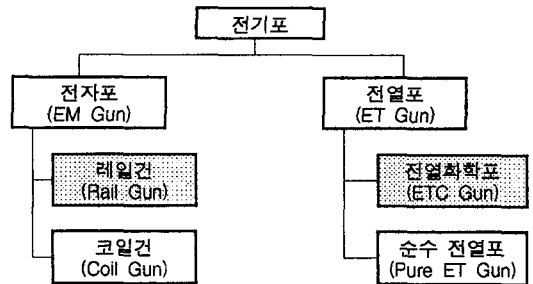 전기포
전자포
(EM Gun)
전열포
(ET Gun)
레일건
(Rail Gun)
전열화학포
(ETC Gun)
코일건
(Coil Gun)
순수 전열포
(Pure ET Gun)